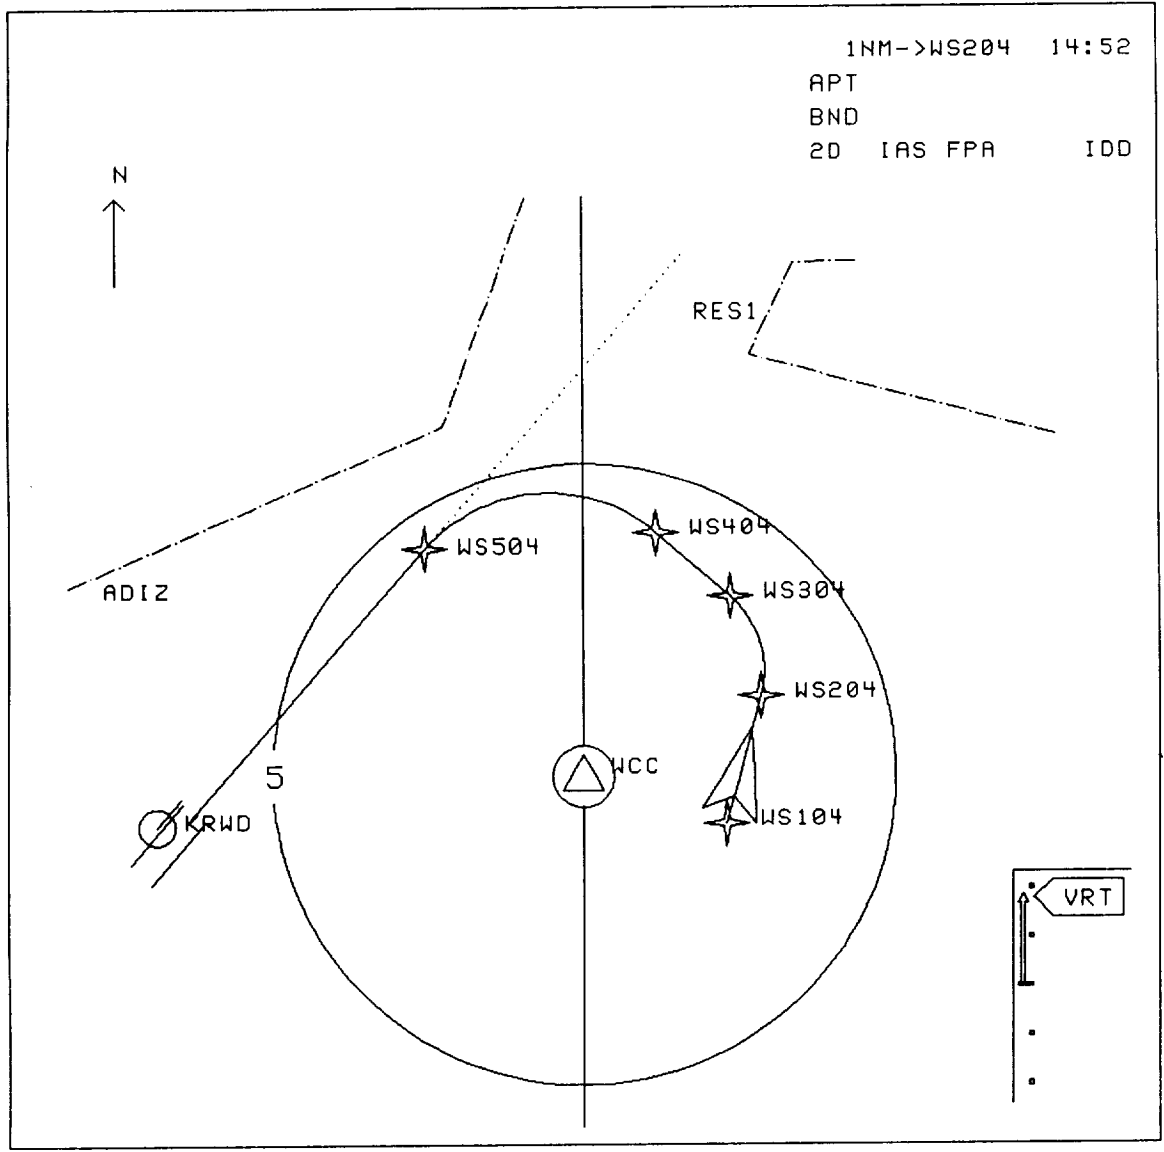 1NM->WS204 14:52
APT
BND
2D IAS FPA IDD
N
RES1
WS404
WS504
WS304
ADIZ
WS204
5
WCC
KRWD
WS104
VRT